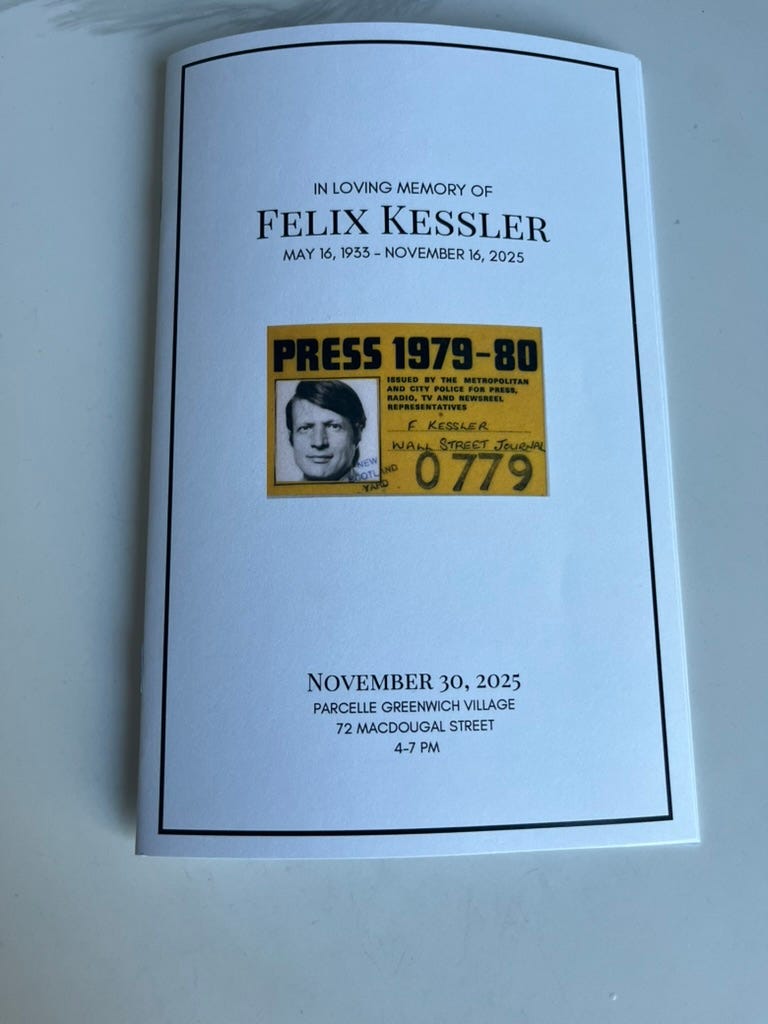 IN LOVING MEMORY OF
FELIX KESSLER
MAY 16, 1933 - NOVEMBER 16, 2025
PRESS 1979-80
ISSUED BY THE METROPOLITAN
AND CITY POLICE FOR PRESS,
RADIO, TV AND NEWSREEL
REPRESENTATIVES
F KESSLER
WALL STREET JOURNAL
NEW
SCOTLAND
YARD
0779
NOVEMBER 30, 2025
PARCELLE GREENWICH VILLAGE
72 MACDOUGAL STREET
4-7 PM